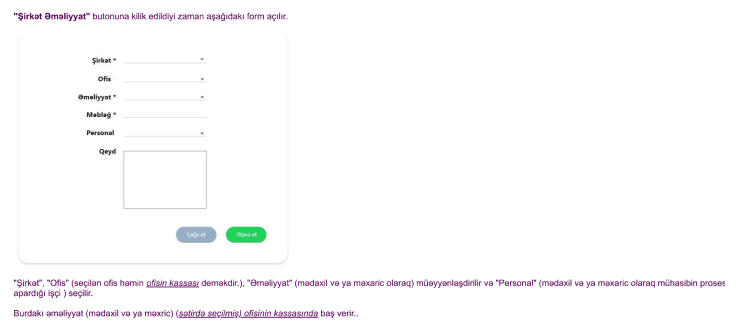 "Şirkət Əməliyyat" butonuna kilik edildiyi zaman aşağıdakı form açılır.
Şirkət *
Ofis
Əməliyyat *
Məbləğ *
Personal
Qeyd
Ləğv et
Əlavə et
"Şirkət", "Ofis" (seçilən ofis həmin ofisin kassası deməkdir.), "Əməliyyat" (mədaxil və ya məxaric olaraq) müəyyənləşdirilir və "Personal" (mədaxil və ya məxaric olaraq mühasibin proses
apardığı işçi ) seçilir.
Burdakı əməliyyat (mədaxil və ya məxric) (sətirdə seçilmiş) ofisinin kassasında baş verir..